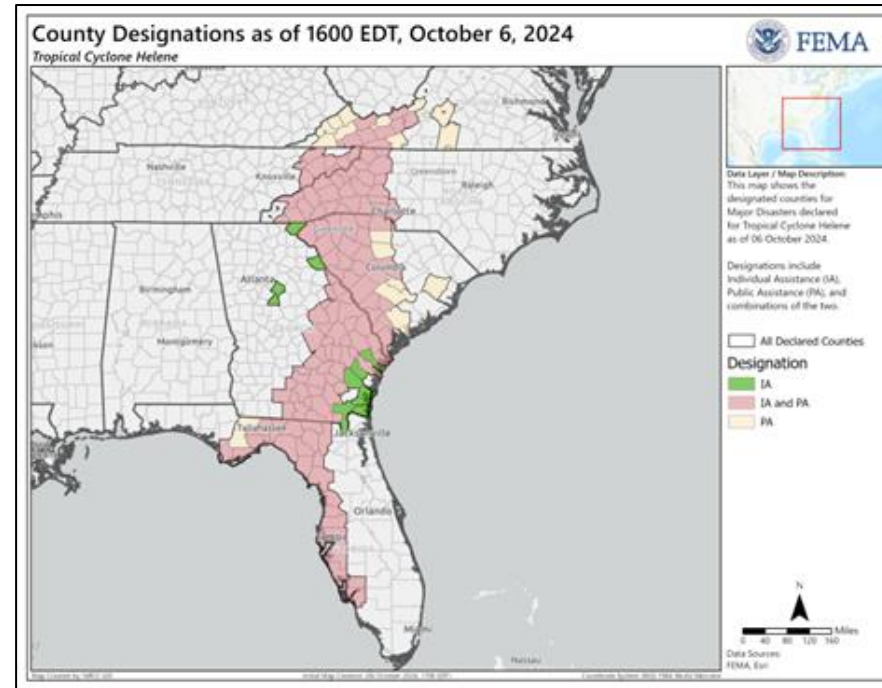 County Designations as of 1600 EDT, October 6, 2024
Tropical Cyclone Helene
FEMA
Richmond
Nashville
Knoxville
Greensboro
Raleigh
Charlotte
Columbia
Atlanta
Birmingham
Montgomery
Tallahassee
Jacksonville
Orlando
Nassau
Data Layer / Map Description:
This map shows the
designated counties for
Major Disasters declared
for Tropical Cyclone Helene
as of 06 October 2024.
Designations include
Individual Assistance (IA),
Public Assistance (PA), and
combinations of the two.
All Declared Counties
Designation
IA
IA and PA
PA
N
Miles
0 40 80 120 160
Data Sources:
FEMA, Esri